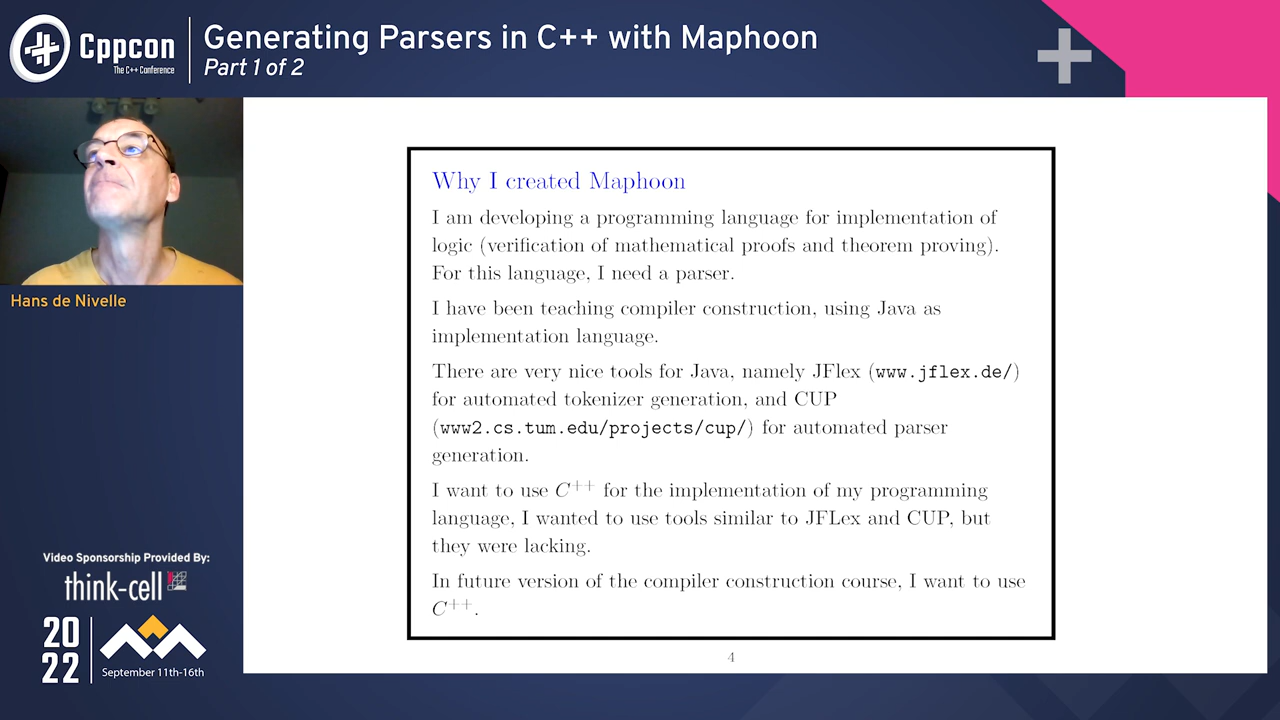 Cppcon
The C++ Conference
Generating Parsers in C++ with Maphoon
Part 1 of 2
Hans de Nivelle
Why I created Maphoon
I am developing a programming language for implementation of
logic (verification of mathematical proofs and theorem proving).
For this language, I need a parser.
I have been teaching compiler construction, using Java as
implementation language.
There are very nice tools for Java, namely JFlex (www.jflex.de/)
for automated tokenizer generation, and CUP
(www2.cs.tum.edu/projects/cup/) for automated parser
generation.
I want to use C++ for the implementation of my programming
language, I wanted to use tools similar to JFLex and CUP, but
they were lacking.
In future version of the compiler construction course, I want to use
C++.
4
Video Sponsorship Provided By:
think-cell
20
22
September 11th-16th